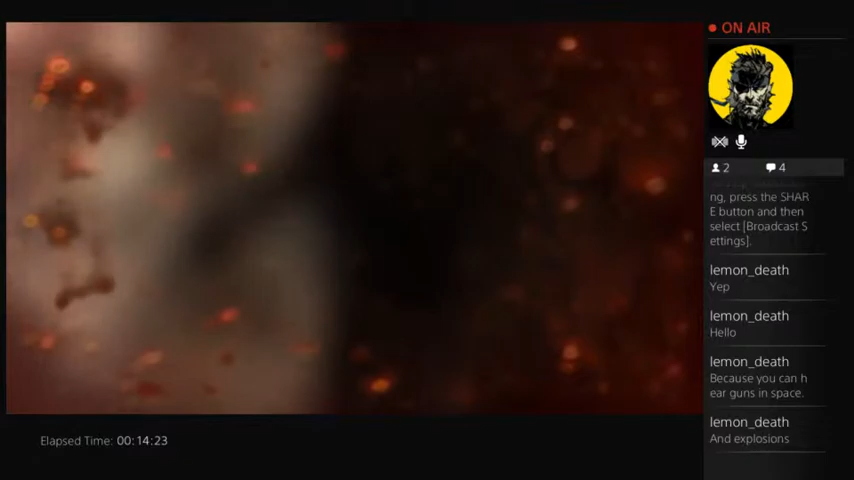 ON AIR
2
4
ng, press the SHAR
E button and then
select [Broadcast S
ettings].
lemon_death
Yep
lemon_death
Hello
lemon_death
Because you can h
ear guns in space.
lemon_death
And explosions
Elapsed Time: 00:14:23